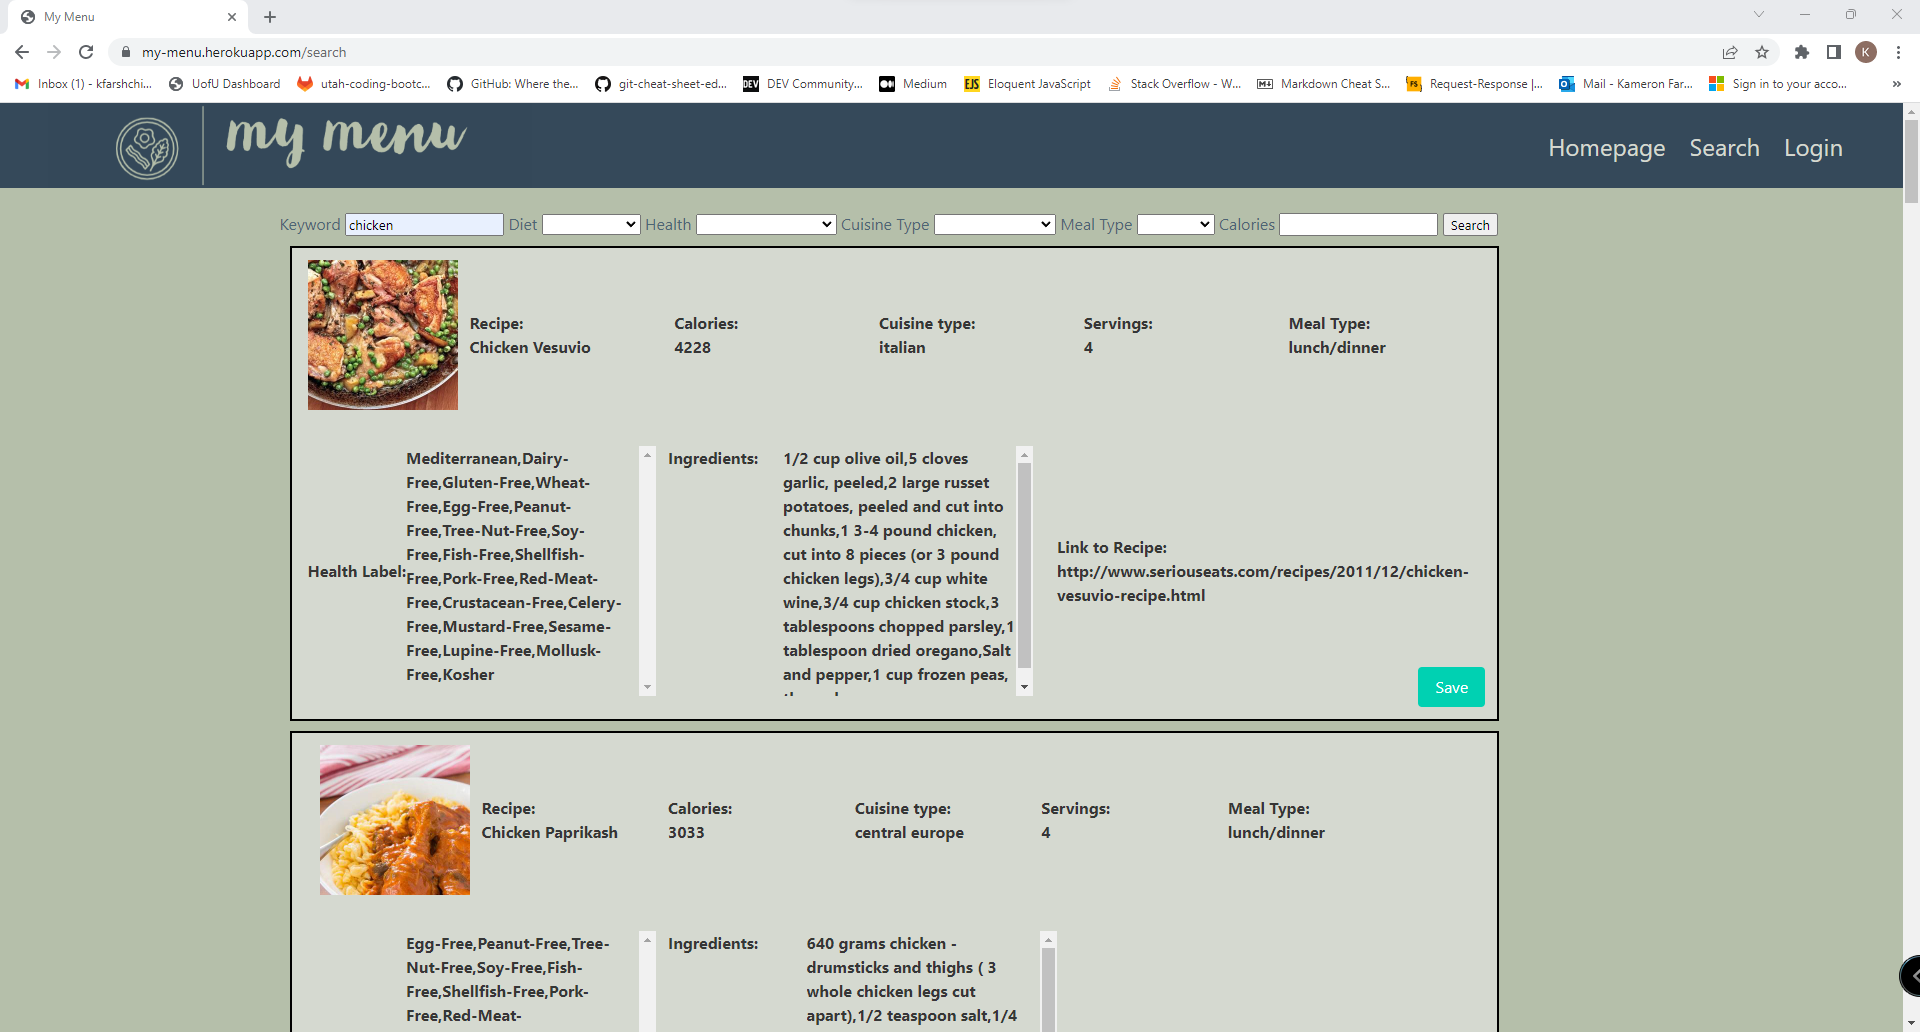 My Menu
my-menu.herokuapp.com/search
K
Inbox (1) - kfarshchi...
UofU Dashboard
utah-coding-bootc...
GitHub: Where the...
git-cheat-sheet-ed...
DEV
DEV Community...
Medium
EJS
Eloquent JavaScript
Stack Overflow - W...
Markdown Cheat S...
FS
Request-Response |...
Mail - Kameron Far...
Sign in to your acco...
»
my menu
Homepage
Search
Login
Keyword chicken Diet Health Cuisine Type Meal Type Calories Search
Recipe:
Chicken Vesuvio
Calories:
4228
Cuisine type:
italian
Servings:
4
Meal Type:
lunch/dinner
Health Label:
Mediterranean,Dairy-
Free,Gluten-Free,Wheat-
Free,Egg-Free,Peanut-
Free,Tree-Nut-Free,Soy-
Free,Fish-Free,Shellfish-
Free,Pork-Free,Red-Meat-
Free,Crustacean-Free,Celery-
Free,Mustard-Free,Sesame-
Free,Lupine-Free,Mollusk-
Free,Kosher
Ingredients:
1/2 cup olive oil,5 cloves
garlic, peeled,2 large russet
potatoes, peeled and cut into
chunks,1 3-4 pound chicken,
cut into 8 pieces (or 3 pound
chicken legs),3/4 cup white
wine,3/4 cup chicken stock,3
tablespoons chopped parsley,1
tablespoon dried oregano,Salt
and pepper,1 cup frozen peas,
Link to Recipe:
http://www.seriouseats.com/recipes/2011/12/chicken-
vesuvio-recipe.html
Save
Recipe:
Chicken Paprikash
Calories:
3033
Cuisine type:
central europe
Servings:
4
Meal Type:
lunch/dinner
Egg-Free,Peanut-Free,Tree-
Nut-Free,Soy-Free,Fish-
Free,Shellfish-Free,Pork-
Free,Red-Meat-
Ingredients:
640 grams chicken -
drumsticks and thighs ( 3
whole chicken legs cut
apart),1/2 teaspoon salt,1/4